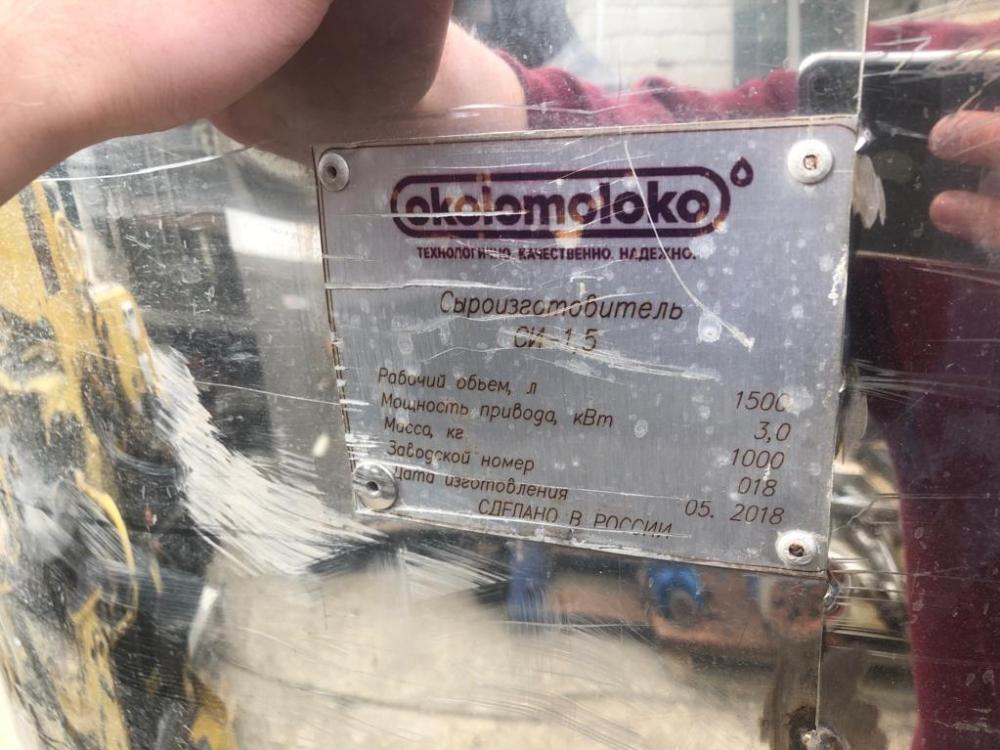 okolomoloko
ТЕХНОЛОГИЧНО. КАЧЕСТВЕННО. НАДЕЖНО.
Сыроизготовитель
СИ-1,5
Рабочий объем, л 1500
Мощность привода, кВт 3,0
Масса, кг 1000
Заводской номер 018
Дата изготовления 05. 2018
СДЕЛАНО В РОССИИ